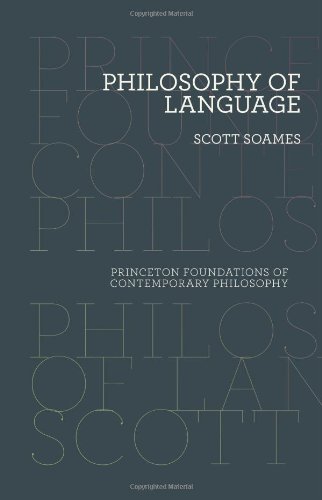 PRINCE
PHILOSOPHY OF
LANGUAGE
FOUND
SCOTT SOAMES
CONTE
PHILOS
PRINCETON FOUNDATIONS OF
CONTEMPORARY PHILOSOPHY
PHILOS
OF LAN
SCOTT